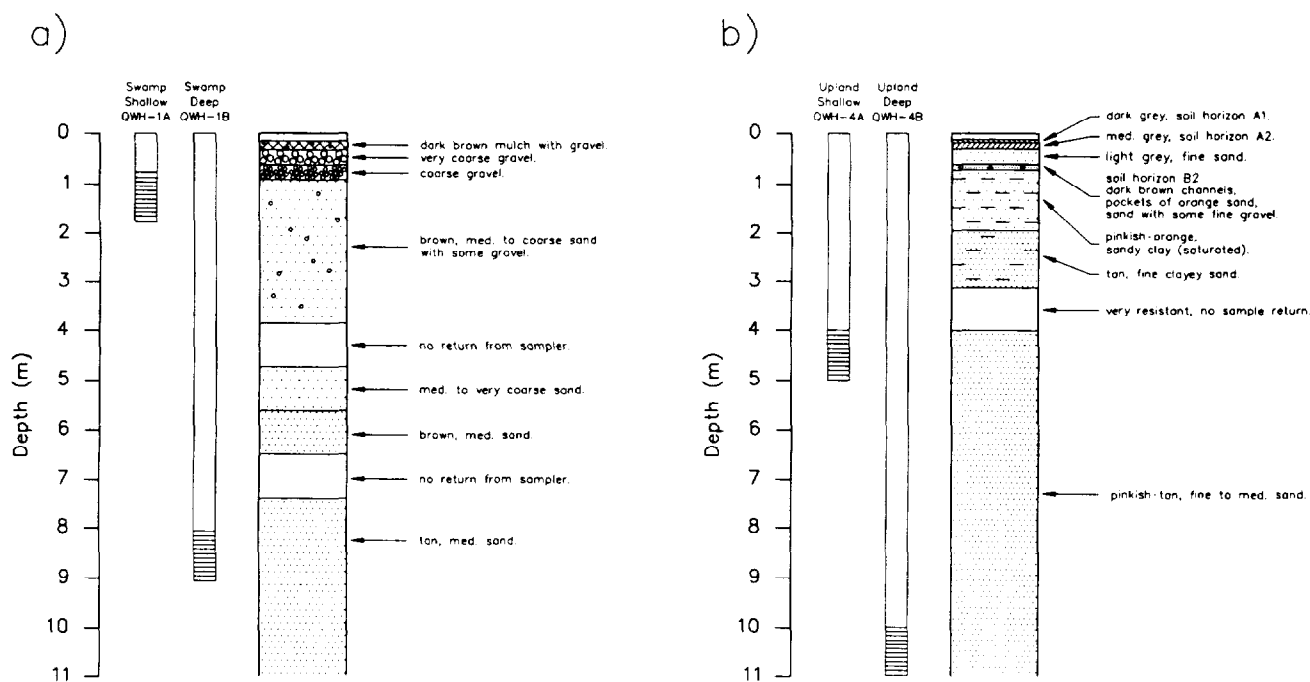 a)
Swamp Shallow QWH-1A
Swamp Deep QWH-1B
0
1
2
3
4
5
6
7
8
9
10
11
Depth (m)
dark brown mulch with gravel.
very coarse gravel.
coarse gravel.
brown, med. to coarse sand
with some gravel.
no return from sampler.
med. to very coarse sand.
brown, med. sand.
no return from sampler.
tan, med. sand.
b)
Upland Shallow QWH-4A
Upland Deep QWH-4B
0
1
2
3
4
5
6
7
8
9
10
11
Depth (m)
dark grey, soil horizon A1.
med. grey, soil horizon A2.
light grey, fine sand.
soil horizon B2
dark brown channels,
pockets of orange sand,
sand with some fine gravel.
pinkish-orange,
sandy clay (saturated).
tan, fine clayey sand.
very resistant, no sample return.
pinkish-tan, fine to med. sand.